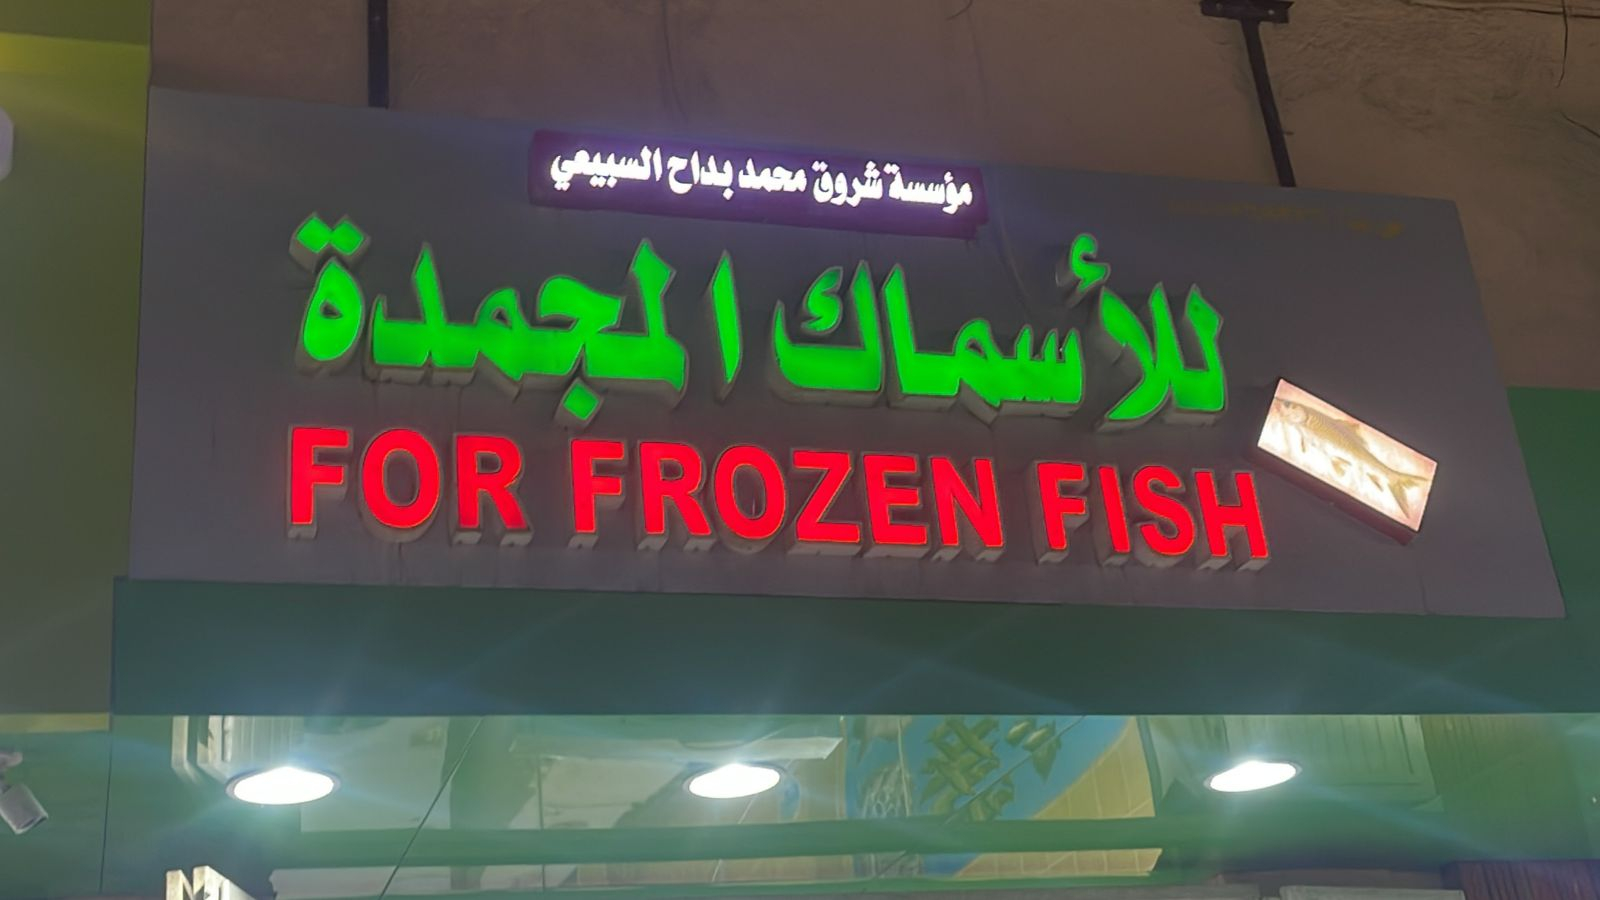 مؤسسة شروق محمد بداح السبيعي
للأسماك المجمدة
FOR FROZEN FISH